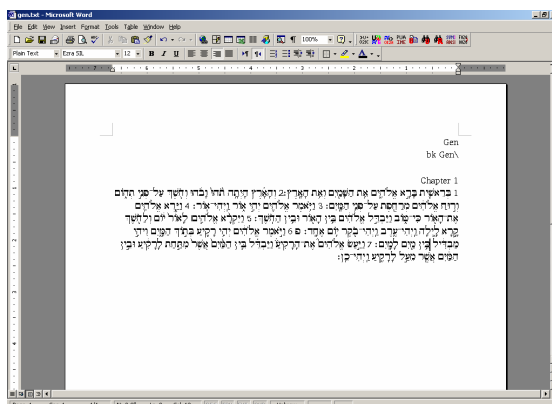 gen.txt - Microsoft Word
File Edit View Insert Format Tools Table Window Help
100%
Plain Text Ezra SIL 12 B I U
Gen
bk Gen\
Chapter 1
1 בְּרֵאשִׁית בָּרָא אֱלֹהִים אֵת הַשָּׁמַיִם וְאֵת הָאָרֶץ׃ 2 וְהָאָרֶץ הָיְתָה תֹהוּ וָבֹהוּ וְחֹשֶׁךְ עַל־פְּנֵי תְהוֹם
וְרוּחַ אֱלֹהִים מְרַחֶפֶת עַל־פְּנֵי הַמָּיִם׃ 3 וַיֹּאמֶר אֱלֹהִים יְהִי אוֹר וַיְהִי־אוֹר׃ 4 וַיַּרְא אֱלֹהִים
אֶת־הָאוֹר כִּי־טוֹב וַיַּבְדֵּל אֱלֹהִים בֵּין הָאוֹר וּבֵין הַחֹשֶׁךְ׃ 5 וַיִּקְרָא אֱלֹהִים לָאוֹר יוֹם וְלַחֹשֶׁךְ
קָרָא לָיְלָה וַיְהִי־עֶרֶב וַיְהִי־בֹקֶר יוֹם אֶחָד׃ פ 6 וַיֹּאמֶר אֱלֹהִים יְהִי רָקִיעַ בְּתוֹךְ הַמָּיִם וִיהִי
מַבְדִּיל בֵּין מַיִם לָמָיִם׃ 7 וַיַּעַשׂ אֱלֹהִים אֶת־הָרָקִיעַ וַיַּבְדֵּל בֵּין הַמַּיִם אֲשֶׁר מִתַּחַת לָרָקִיעַ וּבֵין
הַמַּיִם אֲשֶׁר מֵעַל לָרָקִיעַ וַיְהִי־כֵן׃